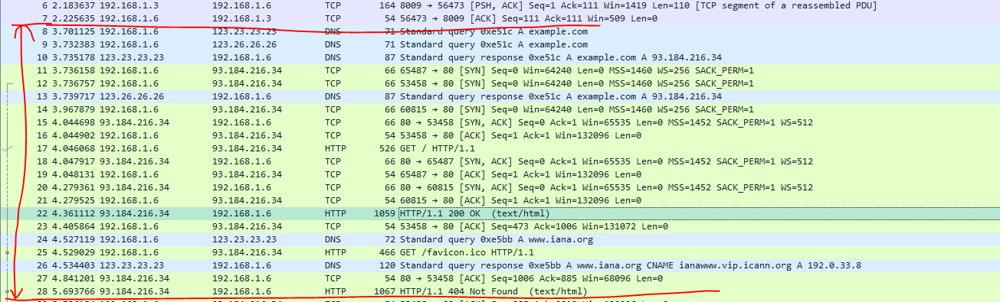 6 2.183637 192.168.1.3 192.168.1.6 TCP 164 8009 → 56473 [PSH, ACK] Seq=1 Ack=111 Win=1419 Len=110 [TCP segment of a reassembled PDU]
7 2.225635 192.168.1.6 192.168.1.3 TCP 54 56473 → 8009 [ACK] Seq=111 Ack=111 Win=509 Len=0
8 3.701125 192.168.1.6 123.23.23.23 DNS 71 Standard query 0xe51c A example.com
9 3.732383 192.168.1.6 123.26.26.26 DNS 71 Standard query 0xe51c A example.com
10 3.735178 123.23.23.23 192.168.1.6 DNS 87 Standard query response 0xe51c A example.com A 93.184.216.34
11 3.736158 192.168.1.6 93.184.216.34 TCP 66 65487 → 80 [SYN] Seq=0 Win=64240 Len=0 MSS=1460 WS=256 SACK_PERM=1
12 3.736757 192.168.1.6 93.184.216.34 TCP 66 53458 → 80 [SYN] Seq=0 Win=64240 Len=0 MSS=1460 WS=256 SACK_PERM=1
13 3.739717 123.26.26.26 192.168.1.6 DNS 87 Standard query response 0xe51c A example.com A 93.184.216.34
14 3.967879 192.168.1.6 93.184.216.34 TCP 66 60815 → 80 [SYN] Seq=0 Win=64240 Len=0 MSS=1460 WS=256 SACK_PERM=1
15 4.044698 93.184.216.34 192.168.1.6 TCP 66 80 → 53458 [SYN, ACK] Seq=0 Ack=1 Win=65535 Len=0 MSS=1452 SACK_PERM=1 WS=512
16 4.044902 192.168.1.6 93.184.216.34 TCP 54 53458 → 80 [ACK] Seq=1 Ack=1 Win=132096 Len=0
17 4.046068 192.168.1.6 93.184.216.34 HTTP 526 GET / HTTP/1.1
18 4.047917 93.184.216.34 192.168.1.6 TCP 66 80 → 65487 [SYN, ACK] Seq=0 Ack=1 Win=65535 Len=0 MSS=1452 SACK_PERM=1 WS=512
19 4.048131 192.168.1.6 93.184.216.34 TCP 54 65487 → 80 [ACK] Seq=1 Ack=1 Win=132096 Len=0
20 4.279361 93.184.216.34 192.168.1.6 TCP 66 80 → 60815 [SYN, ACK] Seq=0 Ack=1 Win=65535 Len=0 MSS=1452 SACK_PERM=1 WS=512
21 4.279525 192.168.1.6 93.184.216.34 TCP 54 60815 → 80 [ACK] Seq=1 Ack=1 Win=132096 Len=0
22 4.361112 93.184.216.34 192.168.1.6 HTTP 1059 HTTP/1.1 200 OK (text/html)
23 4.405864 192.168.1.6 93.184.216.34 TCP 54 53458 → 80 [ACK] Seq=473 Ack=1006 Win=131072 Len=0
24 4.527119 192.168.1.6 123.23.23.23 DNS 72 Standard query 0xe5bb A www.iana.org
25 4.529029 192.168.1.6 93.184.216.34 HTTP 466 GET /favicon.ico HTTP/1.1
26 4.534403 123.23.23.23 192.168.1.6 DNS 120 Standard query response 0xe5bb A www.iana.org CNAME ianawww.vip.icann.org A 192.0.33.8
27 4.841201 93.184.216.34 192.168.1.6 TCP 54 80 → 53458 [ACK] Seq=1006 Ack=885 Win=68096 Len=0
28 5.693766 93.184.216.34 192.168.1.6 HTTP 1067 HTTP/1.1 404 Not Found (text/html)